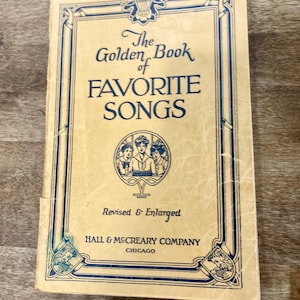 The
Golden Book
of
FAVORITE
SONGS
Revised & Enlarged
HALL & McCREARY COMPANY
CHICAGO